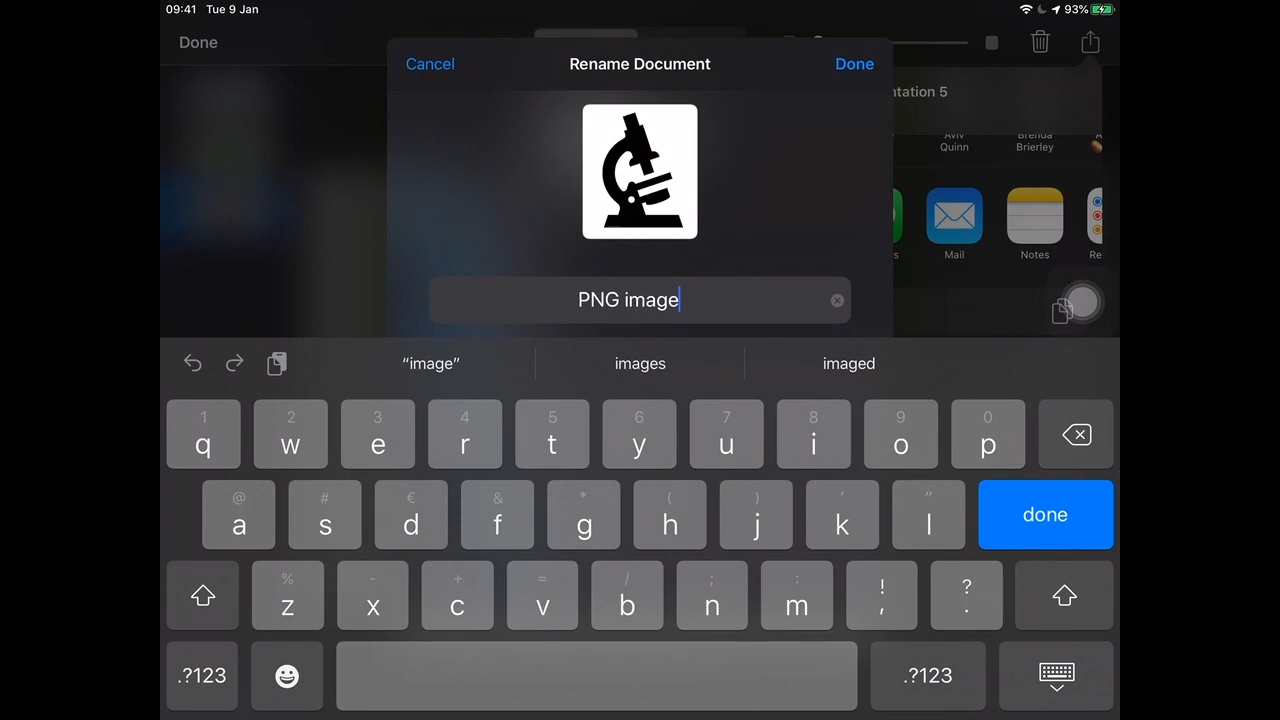 09:41 Tue 9 Jan 93%
Done
Cancel Rename Document Done
ntation 5
Aviv Quinn
Brenda Brierley
PNG image
s Mail Notes Re
“image” images imaged
1 2 3 4 5 6 7 8 9 0
q w e r t y u i o p
@ # € & * ( ) ' "
a s d f g h j k l done
% - + = / ; : ! ?
z x c v b n m , .
.?123 .?123